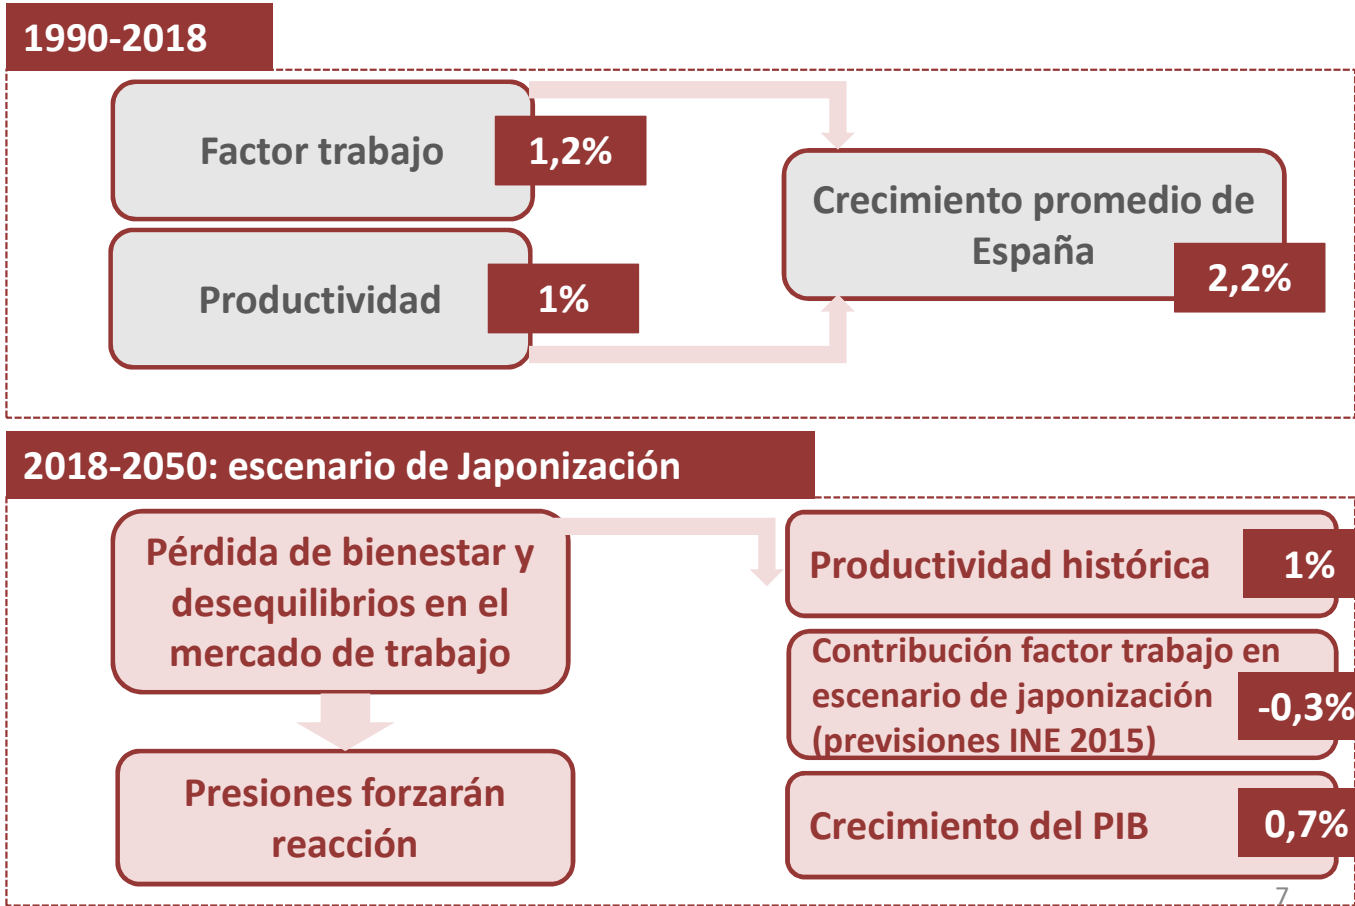 1990-2018
Factor trabajo
1,2%
Productividad
1%
Crecimiento promedio de
España
2,2%
2018-2050: escenario de Japonización
Pérdida de bienestar y
desequilibrios en el
mercado de trabajo
Presiones forzarán
reacción
Productividad histórica
1%
Contribución factor trabajo en
escenario de japonización
(previsiones INE 2015)
-0,3%
Crecimiento del PIB
0,7%
7